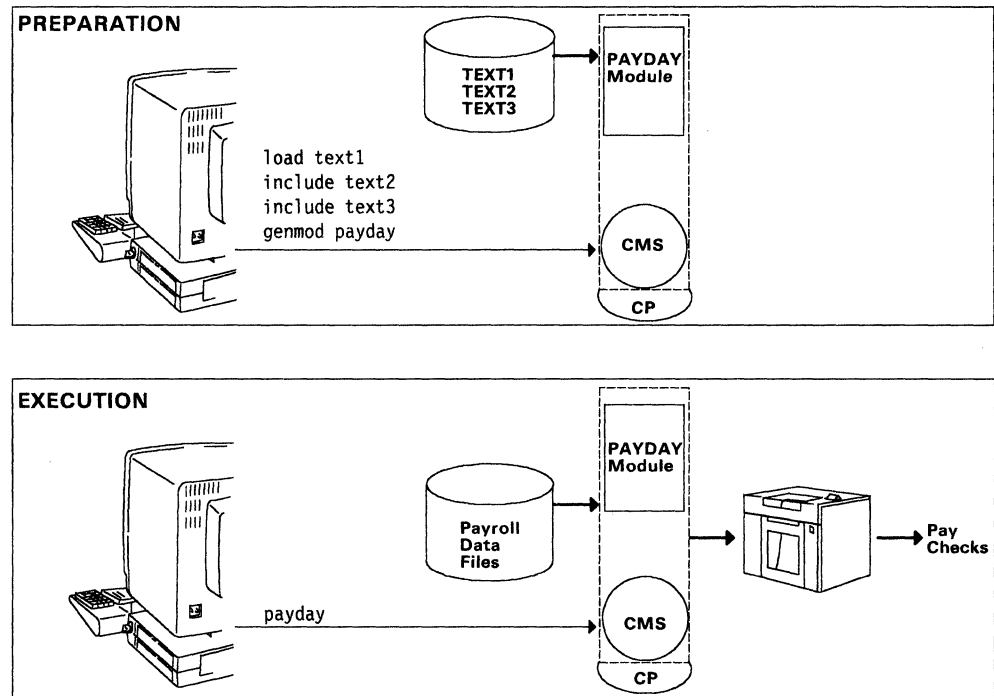 PREPARATION
TEXT1
TEXT2
TEXT3
PAYDAY
Module
load text1
include text2
include text3
genmod payday
CMS
CP
EXECUTION
PAYDAY
Module
Payroll
Data
Files
Pay
Checks
payday
CMS
CP